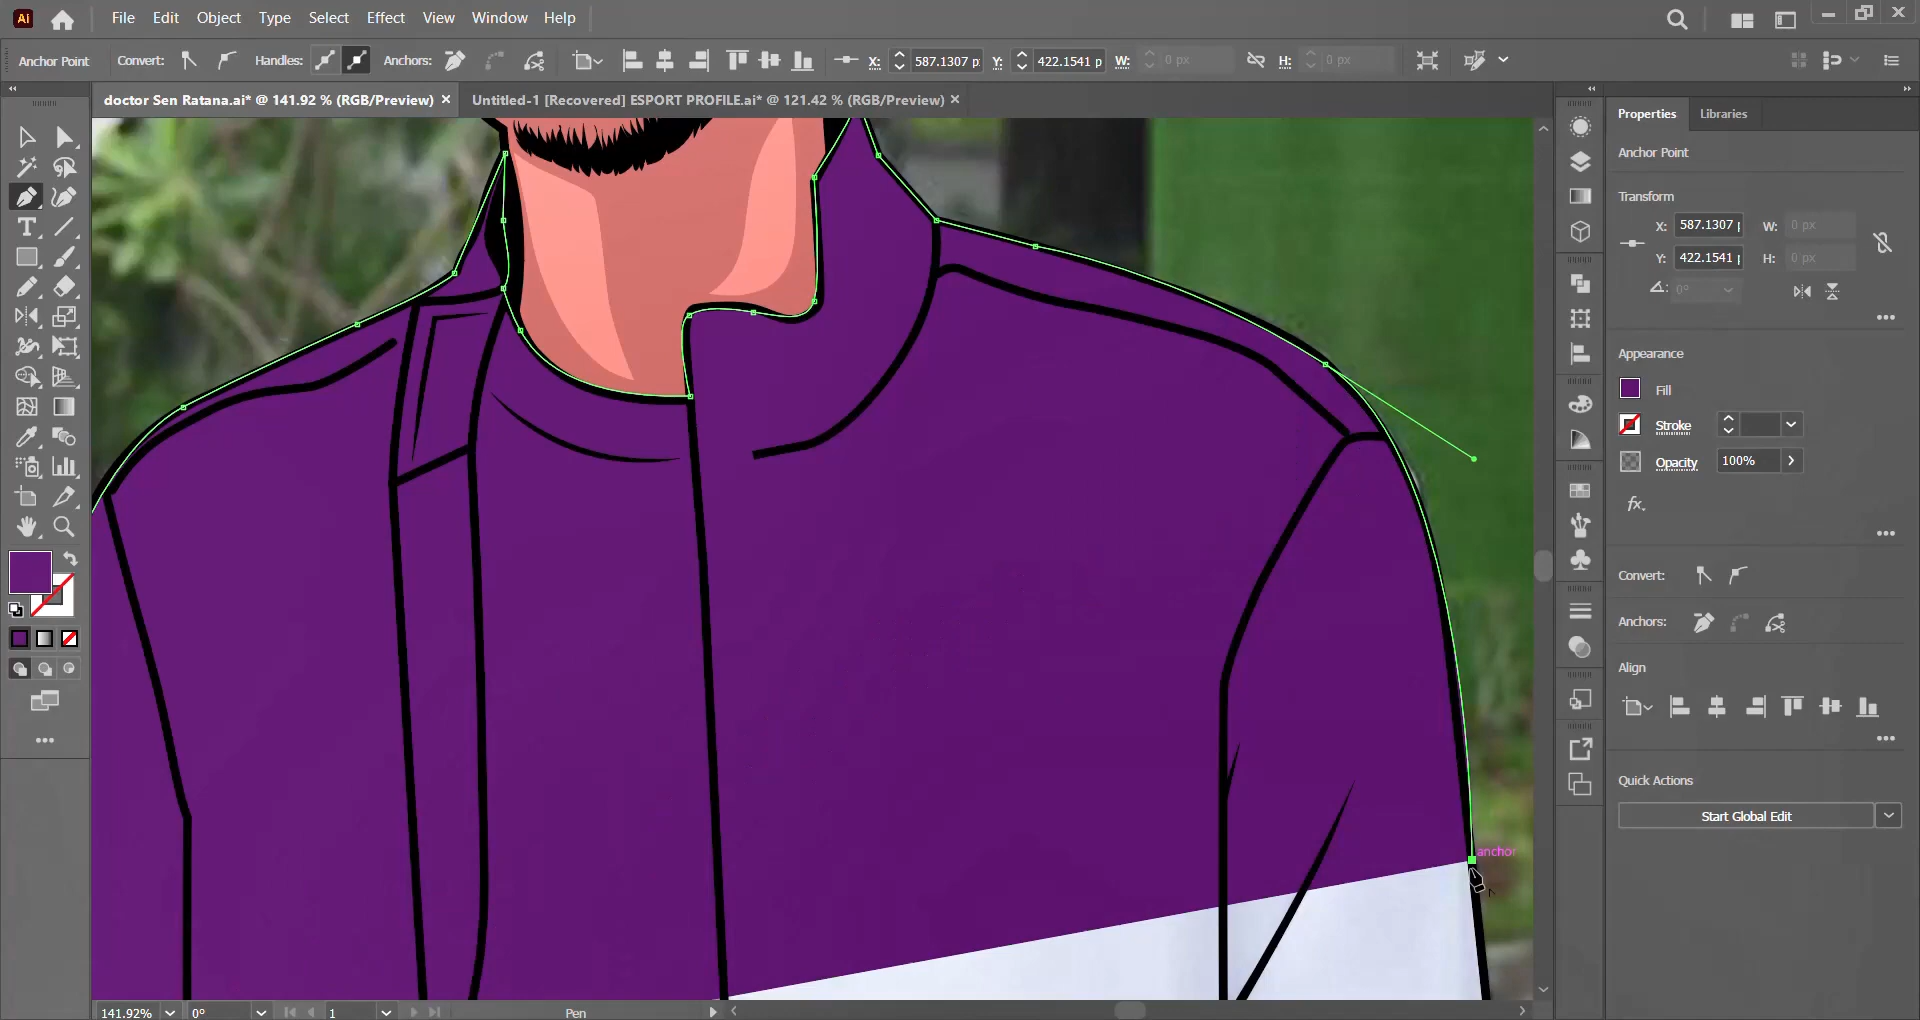 Ai File Edit Object Type Select Effect View Window Help
Anchor Point Convert: Handles: Anchors: X: 587.1307 p Y: 422.1541 p W: 0 px H: 0 px
doctor Sen Ratana.ai* @ 141.92 % (RGB/Preview) × Untitled-1 [Recovered] ESPORT PROFILE.ai* @ 121.42 % (RGB/Preview) ×
Properties Libraries
Anchor Point
Transform
X: 587.1307 W: 0 px
Y: 422.1541 H: 0 px
0°
Appearance
Fill
Stroke
Opacity 100%
fx.
Convert:
Anchors:
Align
Quick Actions
Start Global Edit
anchor
141.92% 0° 1 Pen